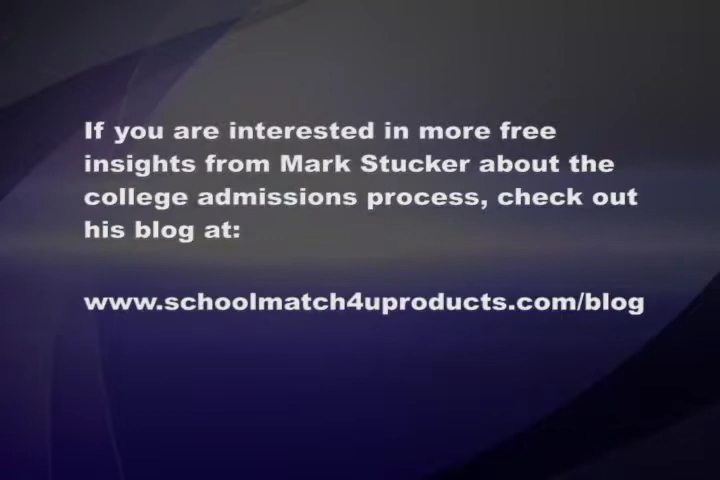 If you are interested in more free
insights from Mark Stucker about the
college admissions process, check out
his blog at:
www.schoolmatch4uproducts.com/blog